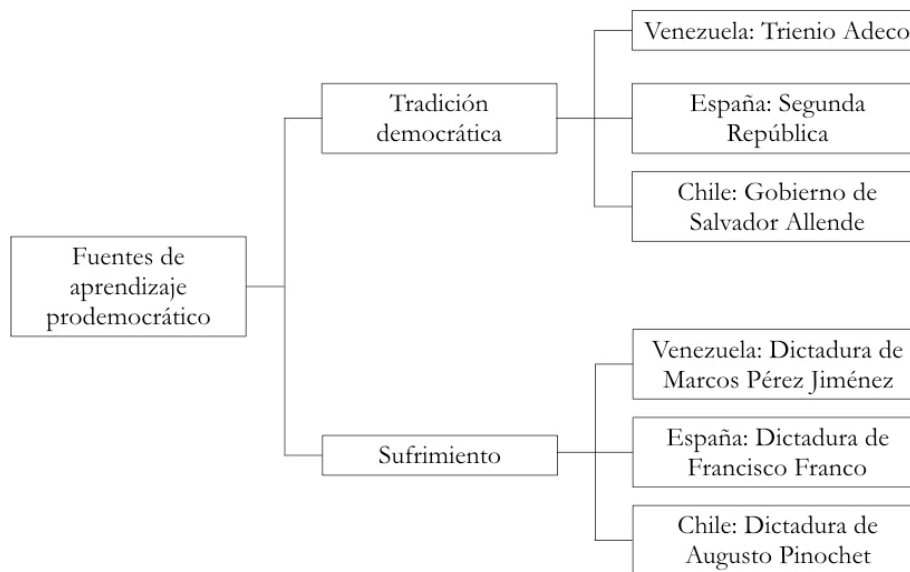 Venezuela: Trienio Adeco
Tradición
democrática
España: Segunda
República
Chile: Gobierno de
Salvador Allende
Fuentes de
aprendizaje
prodemocrático
Venezuela: Dictadura de
Marcos Pérez Jiménez
Sufrimiento
España: Dictadura de
Francisco Franco
Chile: Dictadura de
Augusto Pinochet